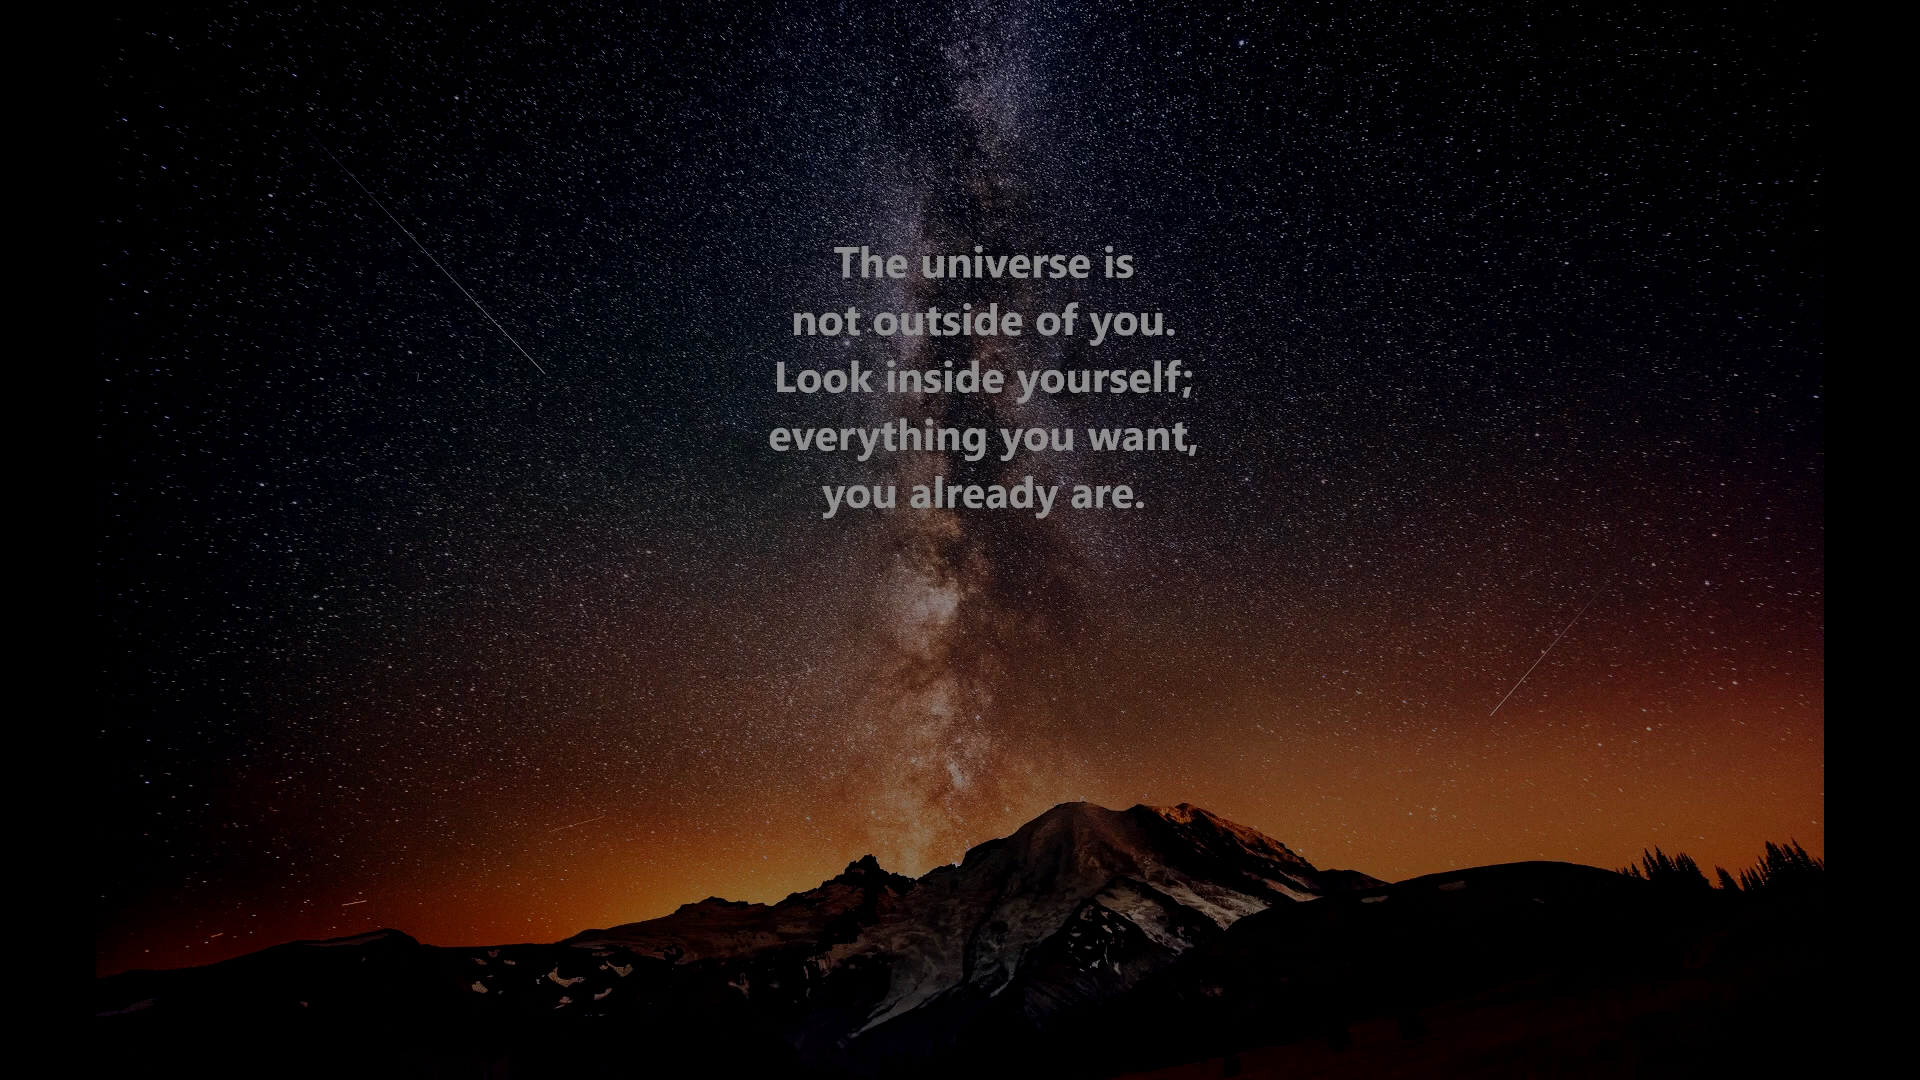 The universe is
not outside of you.
Look inside yourself;
everything you want,
you already are.